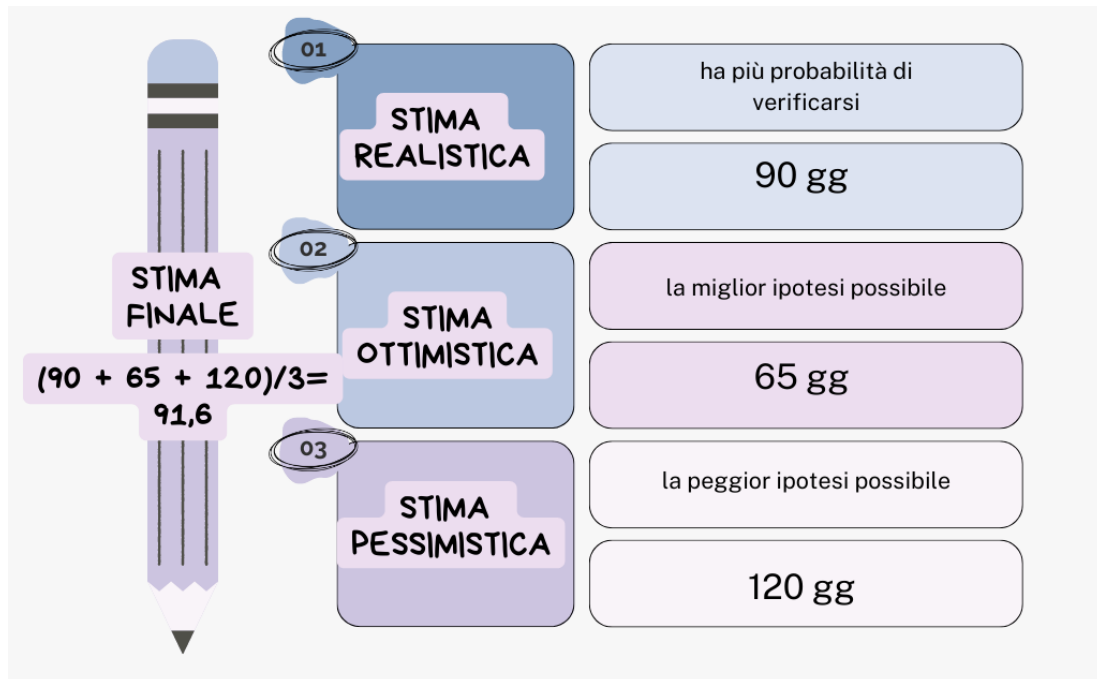 01
STIMA
REALISTICA
ha più probabilità di
verificarsi
90 gg
02
STIMA
OTTIMISTICA
la miglior ipotesi possibile
65 gg
03
STIMA
PESSIMISTICA
la peggior ipotesi possibile
120 gg
STIMA
FINALE
(90 + 65 + 120)/3=
91,6